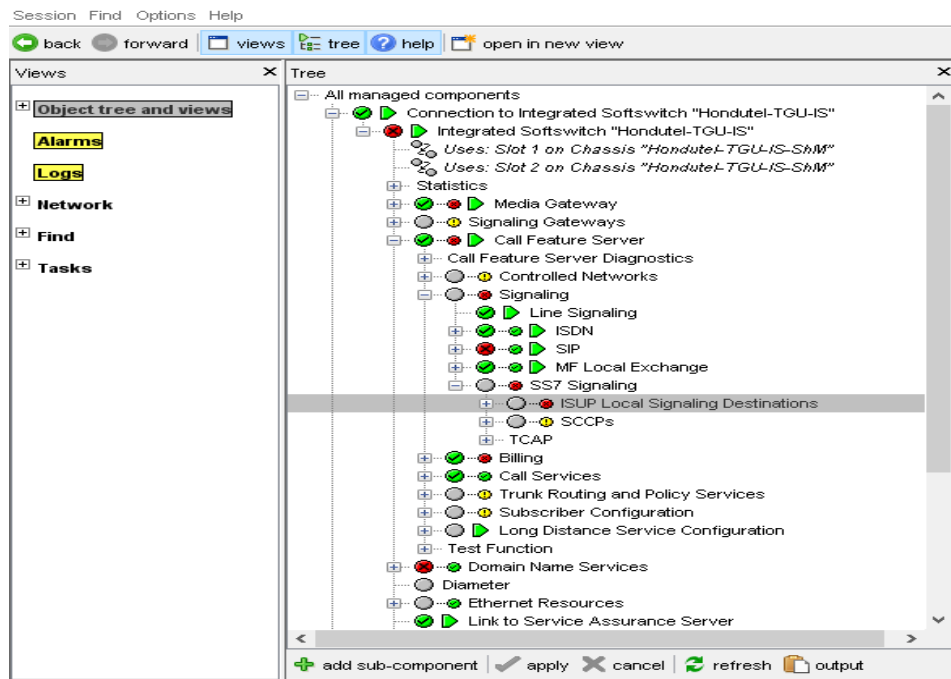 Session Find Options Help
back forward views tree help open in new view
Views
Object tree and views
Alarms
Logs
Network
Find
Tasks
Tree
All managed components
Connection to Integrated Softswitch "Hondutel-TGU-IS"
Integrated Softswitch "Hondutel-TGU-IS"
Uses: Slot 1 on Chassis "Hondutel-TGU-IS-ShM"
Uses: Slot 2 on Chassis "Hondutel-TGU-IS-ShM"
Statistics
Media Gateway
Signaling Gateways
Call Feature Server
Call Feature Server Diagnostics
Controlled Networks
Signaling
Line Signaling
ISDN
SIP
MF Local Exchange
SS7 Signaling
ISUP Local Signaling Destinations
SCCPs
TCAP
Billing
Call Services
Trunk Routing and Policy Services
Subscriber Configuration
Long Distance Service Configuration
Test Function
Domain Name Services
Diameter
Ethernet Resources
Link to Service Assurance Server
add sub-component apply cancel refresh output